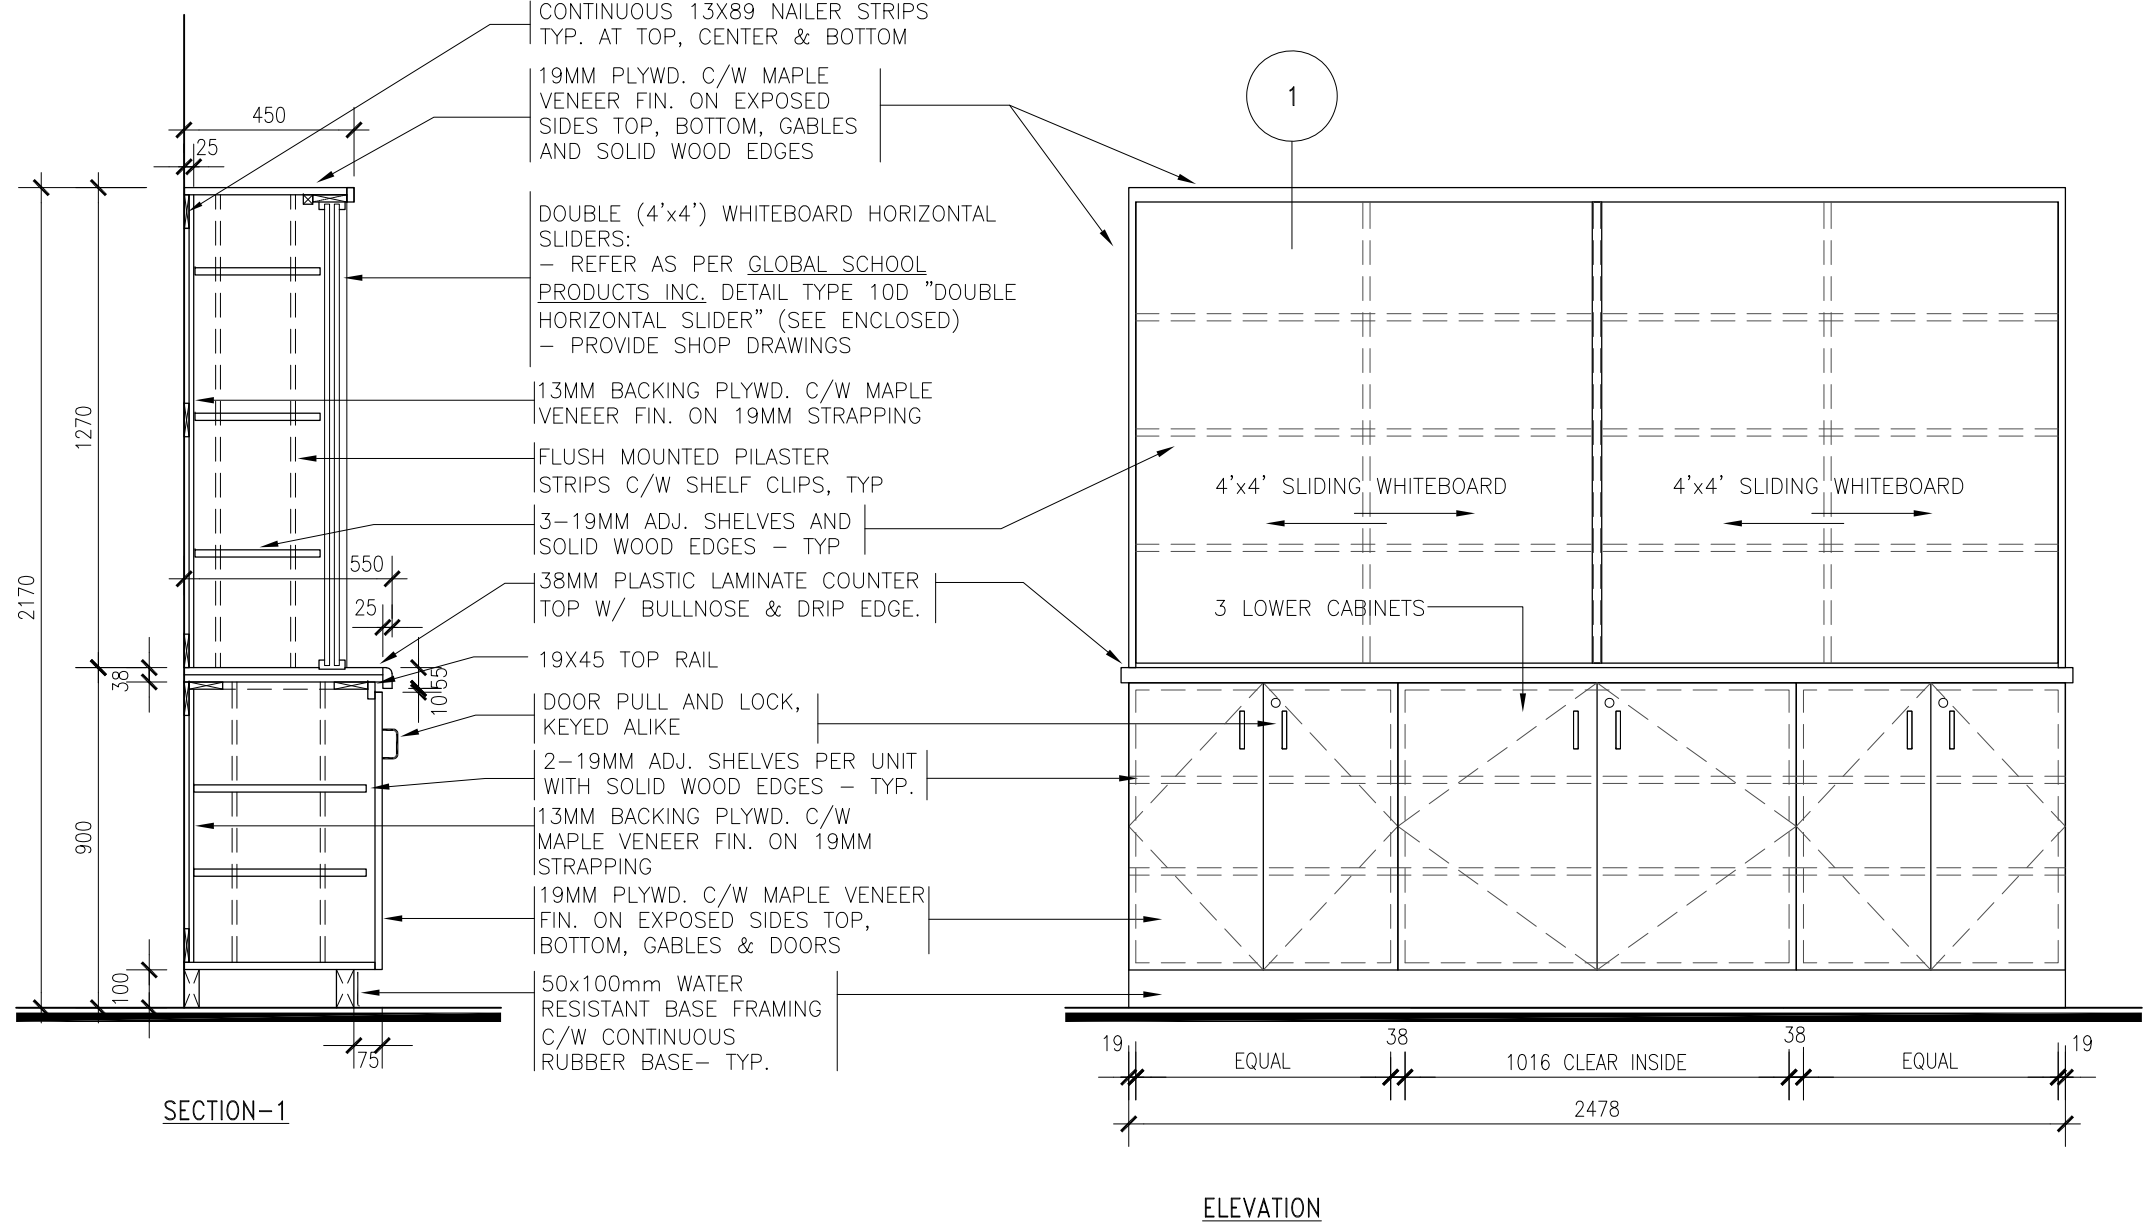 CONTINUOUS 13X89 NAILER STRIPS
TYP. AT TOP, CENTER & BOTTOM
19MM PLYWD. C/W MAPLE
VENEER FIN. ON EXPOSED
SIDES TOP, BOTTOM, GABLES
AND SOLID WOOD EDGES
DOUBLE (4'x4') WHITEBOARD HORIZONTAL
SLIDERS:
– REFER AS PER GLOBAL SCHOOL
PRODUCTS INC. DETAIL TYPE 10D "DOUBLE
HORIZONTAL SLIDER" (SEE ENCLOSED)
– PROVIDE SHOP DRAWINGS
13MM BACKING PLYWD. C/W MAPLE
VENEER FIN. ON 19MM STRAPPING
FLUSH MOUNTED PILASTER
STRIPS C/W SHELF CLIPS, TYP
3–19MM ADJ. SHELVES AND
SOLID WOOD EDGES – TYP
38MM PLASTIC LAMINATE COUNTER
TOP W/ BULLNOSE & DRIP EDGE.
19X45 TOP RAIL
DOOR PULL AND LOCK,
KEYED ALIKE
2–19MM ADJ. SHELVES PER UNIT
WITH SOLID WOOD EDGES – TYP.
13MM BACKING PLYWD. C/W
MAPLE VENEER FIN. ON 19MM
STRAPPING
19MM PLYWD. C/W MAPLE VENEER
FIN. ON EXPOSED SIDES TOP,
BOTTOM, GABLES & DOORS
50x100mm WATER
RESISTANT BASE FRAMING
C/W CONTINUOUS
RUBBER BASE– TYP.
450
25
2170
1270
900
38
100
550
25
55
10
75
SECTION–1
1
4'x4' SLIDING WHITEBOARD
4'x4' SLIDING WHITEBOARD
3 LOWER CABINETS
19
EQUAL
38
1016 CLEAR INSIDE
38
EQUAL
19
2478
ELEVATION